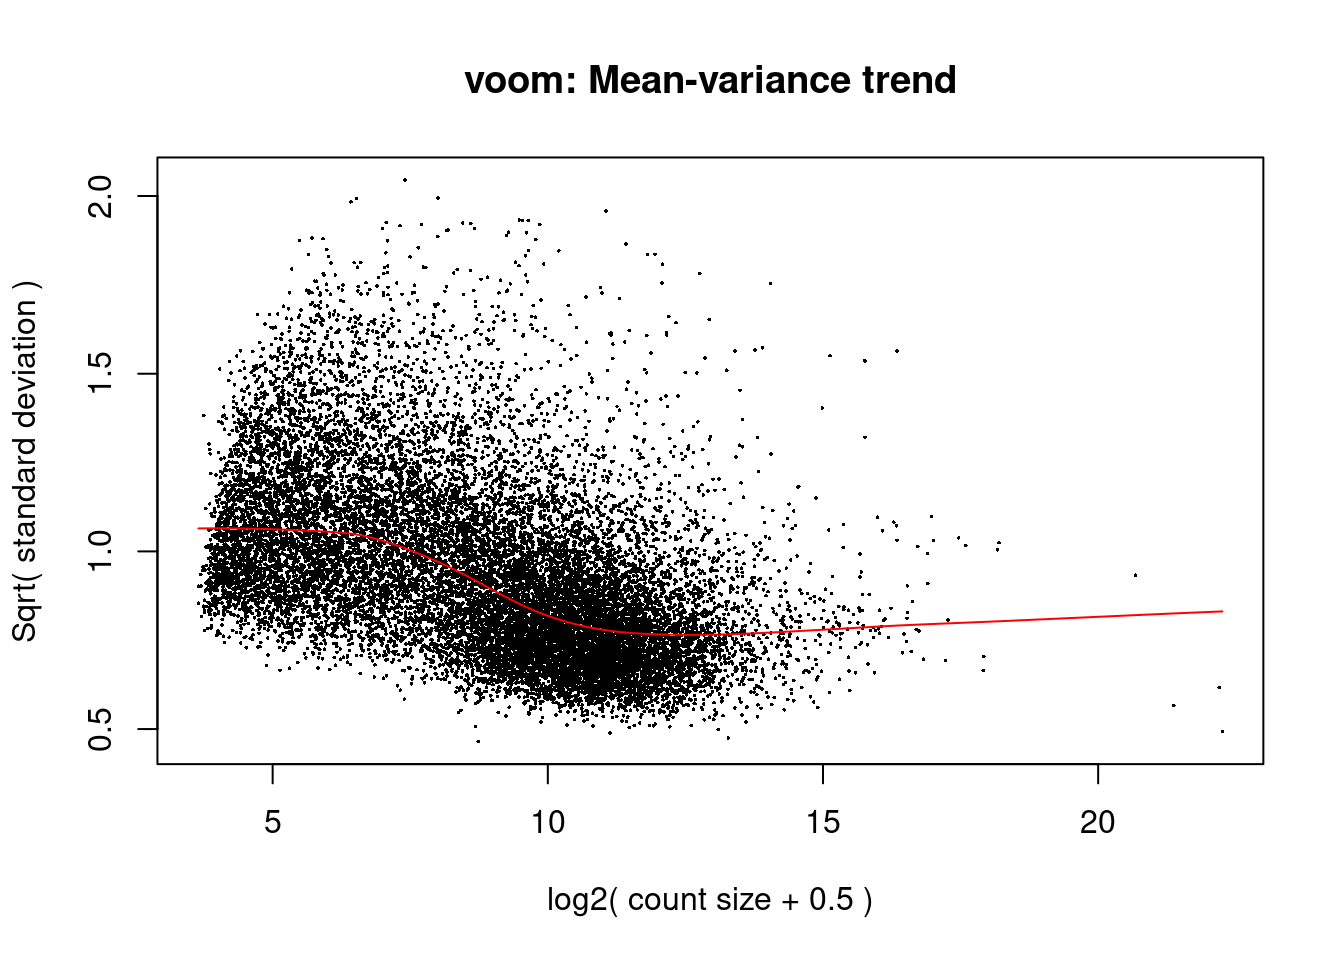 voom: Mean-variance trend
Sqrt( standard deviation )
2.0
1.5
1.0
0.5
5 10 15 20
log2( count size + 0.5 )